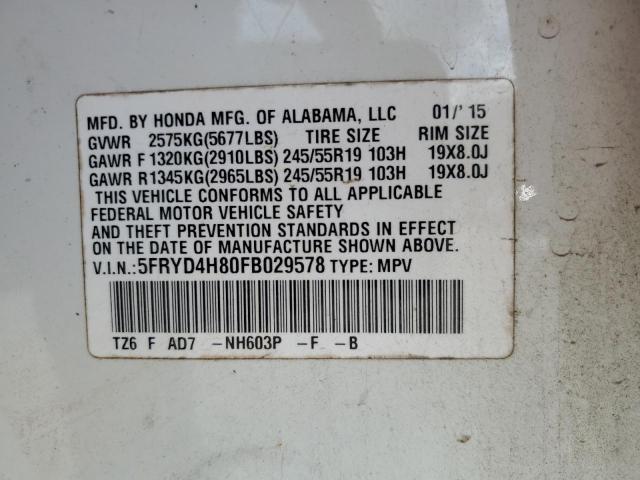 MFD. BY HONDA MFG. OF ALABAMA, LLC 01/'15
GVWR 2575KG(5677LBS) TIRE SIZE RIM SIZE
GAWR F 1320KG(2910LBS) 245/55R19 103H 19X8.0J
GAWR R1345KG(2965LBS) 245/55R19 103H 19X8.0J
THIS VEHICLE CONFORMS TO ALL APPLICABLE
FEDERAL MOTOR VEHICLE SAFETY
AND THEFT PREVENTION STANDARDS IN EFFECT
ON THE DATE OF MANUFACTURE SHOWN ABOVE.
V.I.N.:5FRYD4H80FB029578 TYPE: MPV
TZ6 F AD7 -NH603P -F -B